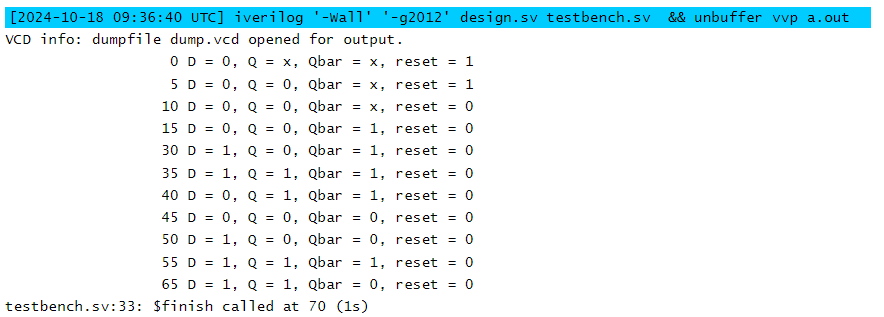 [2024-10-18 09:36:40 UTC] iverilog '-Wall' '-g2012' design.sv testbench.sv  && unbuffer vvp a.out
VCD info: dumpfile dump.vcd opened for output.
0 D = 0, Q = x, Qbar = x, reset = 1
5 D = 0, Q = 0, Qbar = x, reset = 1
10 D = 0, Q = 0, Qbar = x, reset = 0
15 D = 0, Q = 0, Qbar = 1, reset = 0
30 D = 1, Q = 0, Qbar = 1, reset = 0
35 D = 1, Q = 1, Qbar = 1, reset = 0
40 D = 0, Q = 1, Qbar = 1, reset = 0
45 D = 0, Q = 0, Qbar = 0, reset = 0
50 D = 1, Q = 0, Qbar = 0, reset = 0
55 D = 1, Q = 1, Qbar = 1, reset = 0
65 D = 1, Q = 1, Qbar = 0, reset = 0
testbench.sv:33: $finish called at 70 (1s)